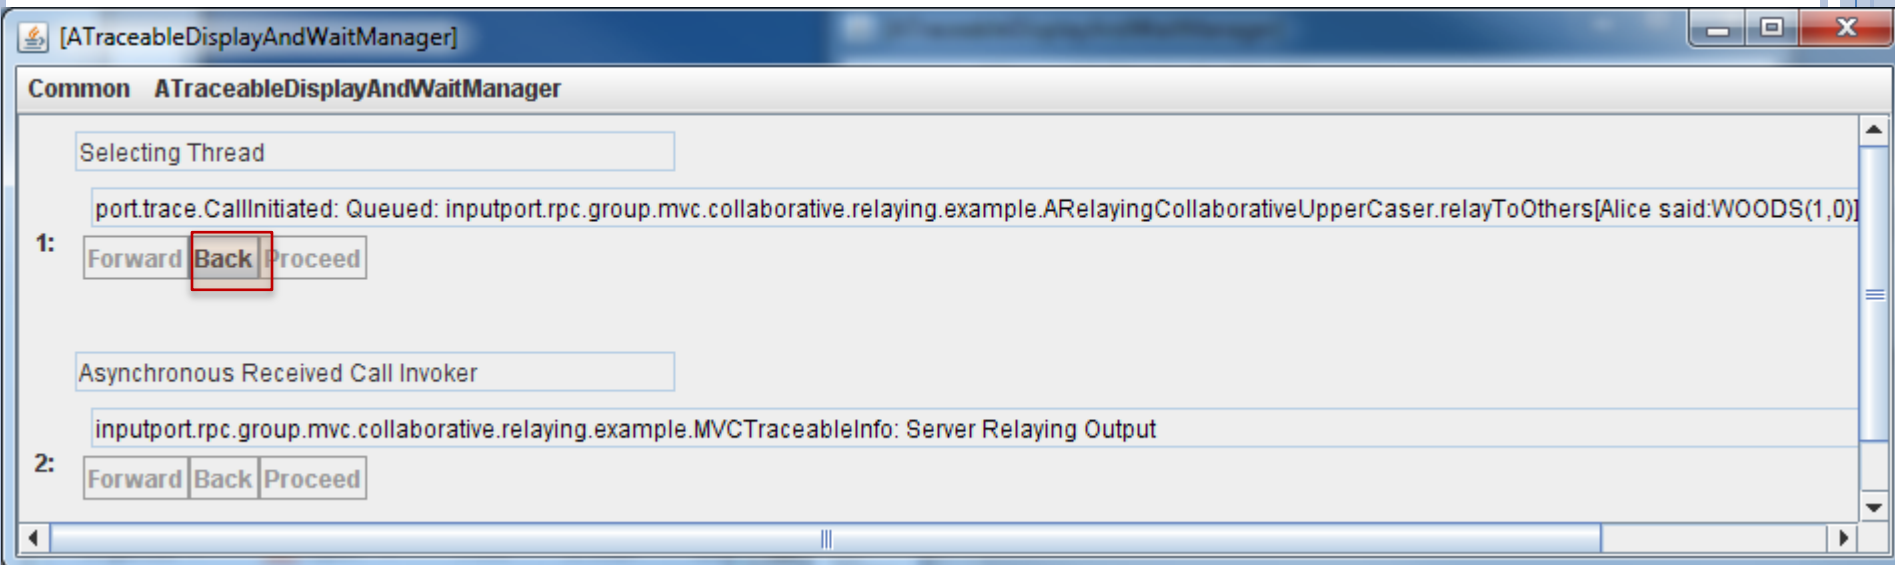 [ATraceableDisplayAndWaitManager]
Common ATraceableDisplayAndWaitManager
Selecting Thread
port.trace.CallInitiated: Queued: inputport.rpc.group.mvc.collaborative.relaying.example.ARelayingCollaborativeUpperCaser.relayToOthers[Alice said:WOODS(1,0)]
1:
Forward Back Proceed
Asynchronous Received Call Invoker
inputport.rpc.group.mvc.collaborative.relaying.example.MVCTraceableInfo: Server Relaying Output
2:
Forward Back Proceed